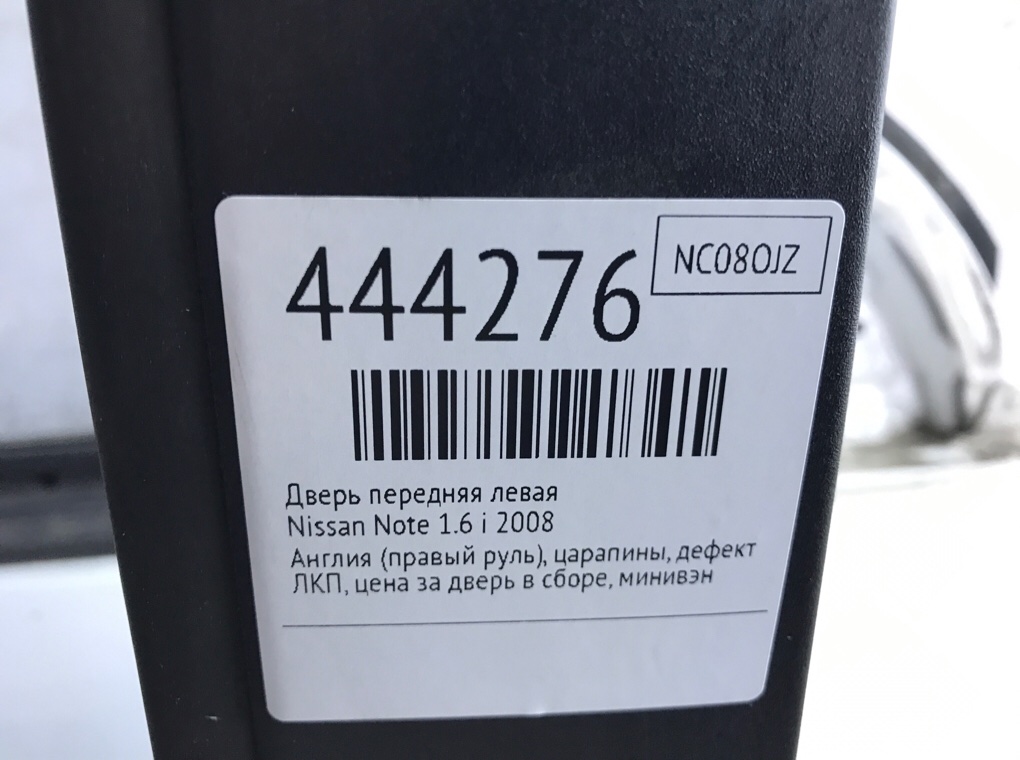 444276
NC08OJZ
Дверь передняя левая
Nissan Note 1.6 i 2008
Англия (правый руль), царапины, дефект
ЛКП, цена за дверь в сборе, минивэн